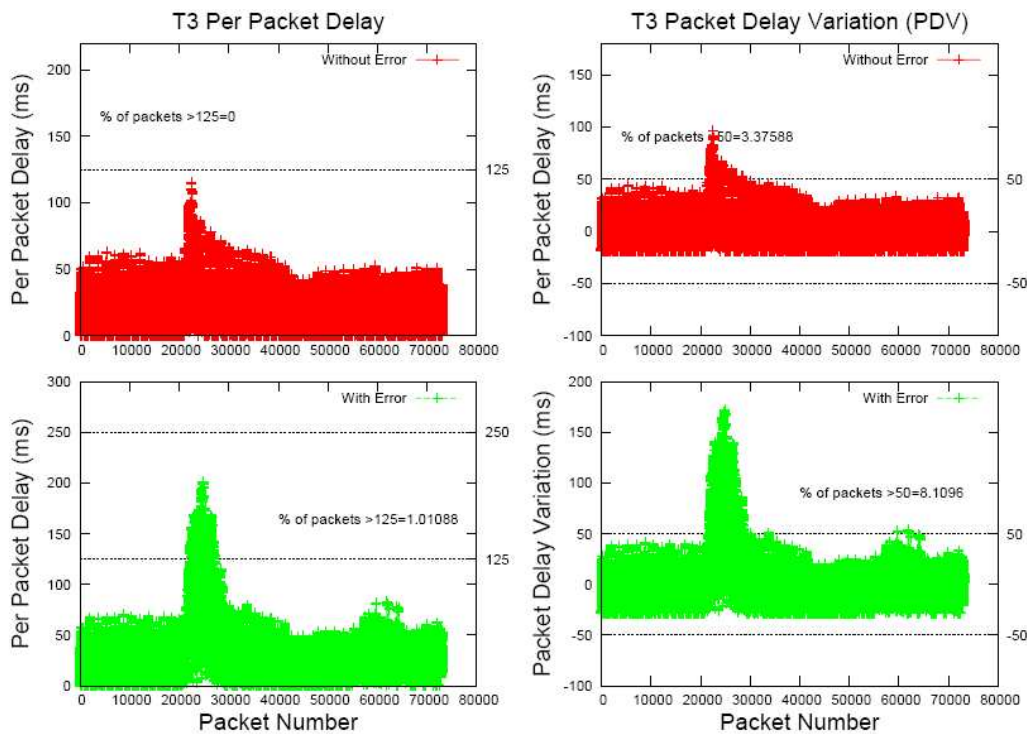 T3 Per Packet Delay
Per Packet Delay (ms)
200
150
100
50
0
Without Error
% of packets >125=0
125
0 10000 20000 30000 40000 50000 60000 70000 80000
T3 Packet Delay Variation (PDV)
Per Packet Delay (ms)
150
100
50
0
-50
-100
Without Error
% of packets 50=3.37588
50
-50
0 10000 20000 30000 40000 50000 60000 70000 80000
Per Packet Delay (ms)
300
250
200
150
100
50
0
With Error
250
% of packets >125=1.01088
125
0 10000 20000 30000 40000 50000 60000 70000 80000
Packet Number
Packet Delay Variation (ms)
200
150
100
50
0
-50
-100
With Error
% of packets >50=8.1096
50
-50
0 10000 20000 30000 40000 50000 60000 70000 80000
Packet Number